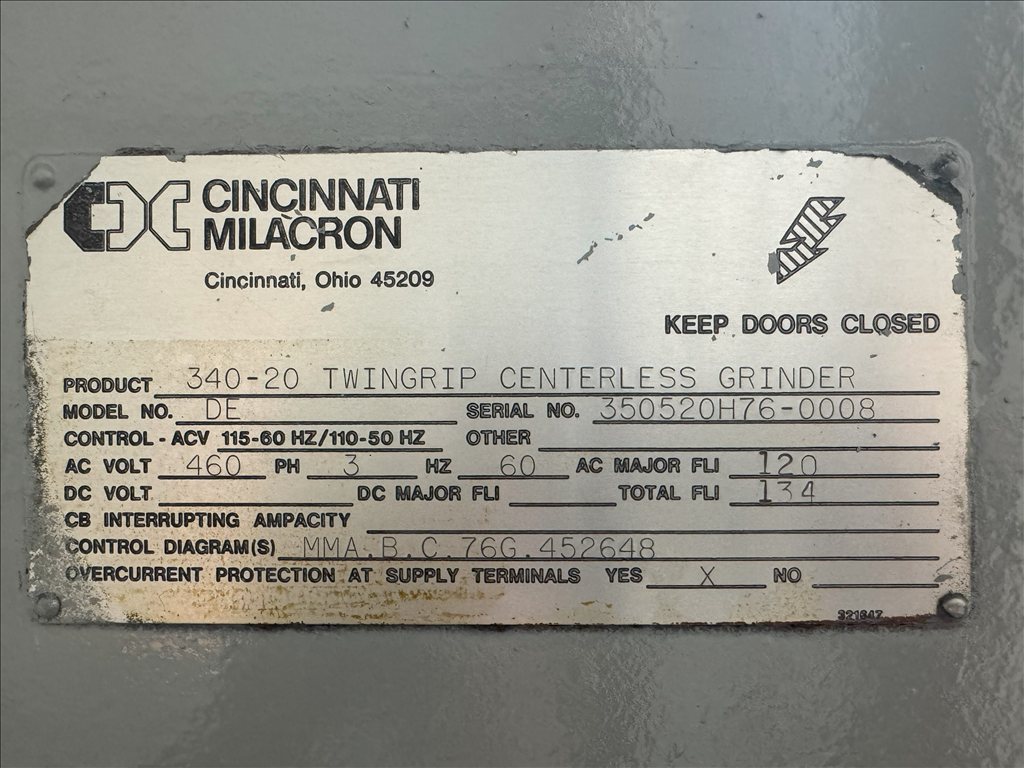 CINCINNATI
MILACRON
Cincinnati, Ohio 45209
KEEP DOORS CLOSED
PRODUCT 340-20 TWINGRIP CENTERLESS GRINDER
MODEL NO. DE SERIAL NO. 350520H76-0008
CONTROL - ACV 115-60 HZ/110-50 HZ OTHER
AC VOLT 460 PH 3 HZ 60 AC MAJOR FLI 120
DC VOLT DC MAJOR FLI TOTAL FLI 134
CB INTERRUPTING AMPACITY
CONTROL DIAGRAM(S) MMA.B.C.76G.452648
OVERCURRENT PROTECTION AT SUPPLY TERMINALS YES X NO
321647